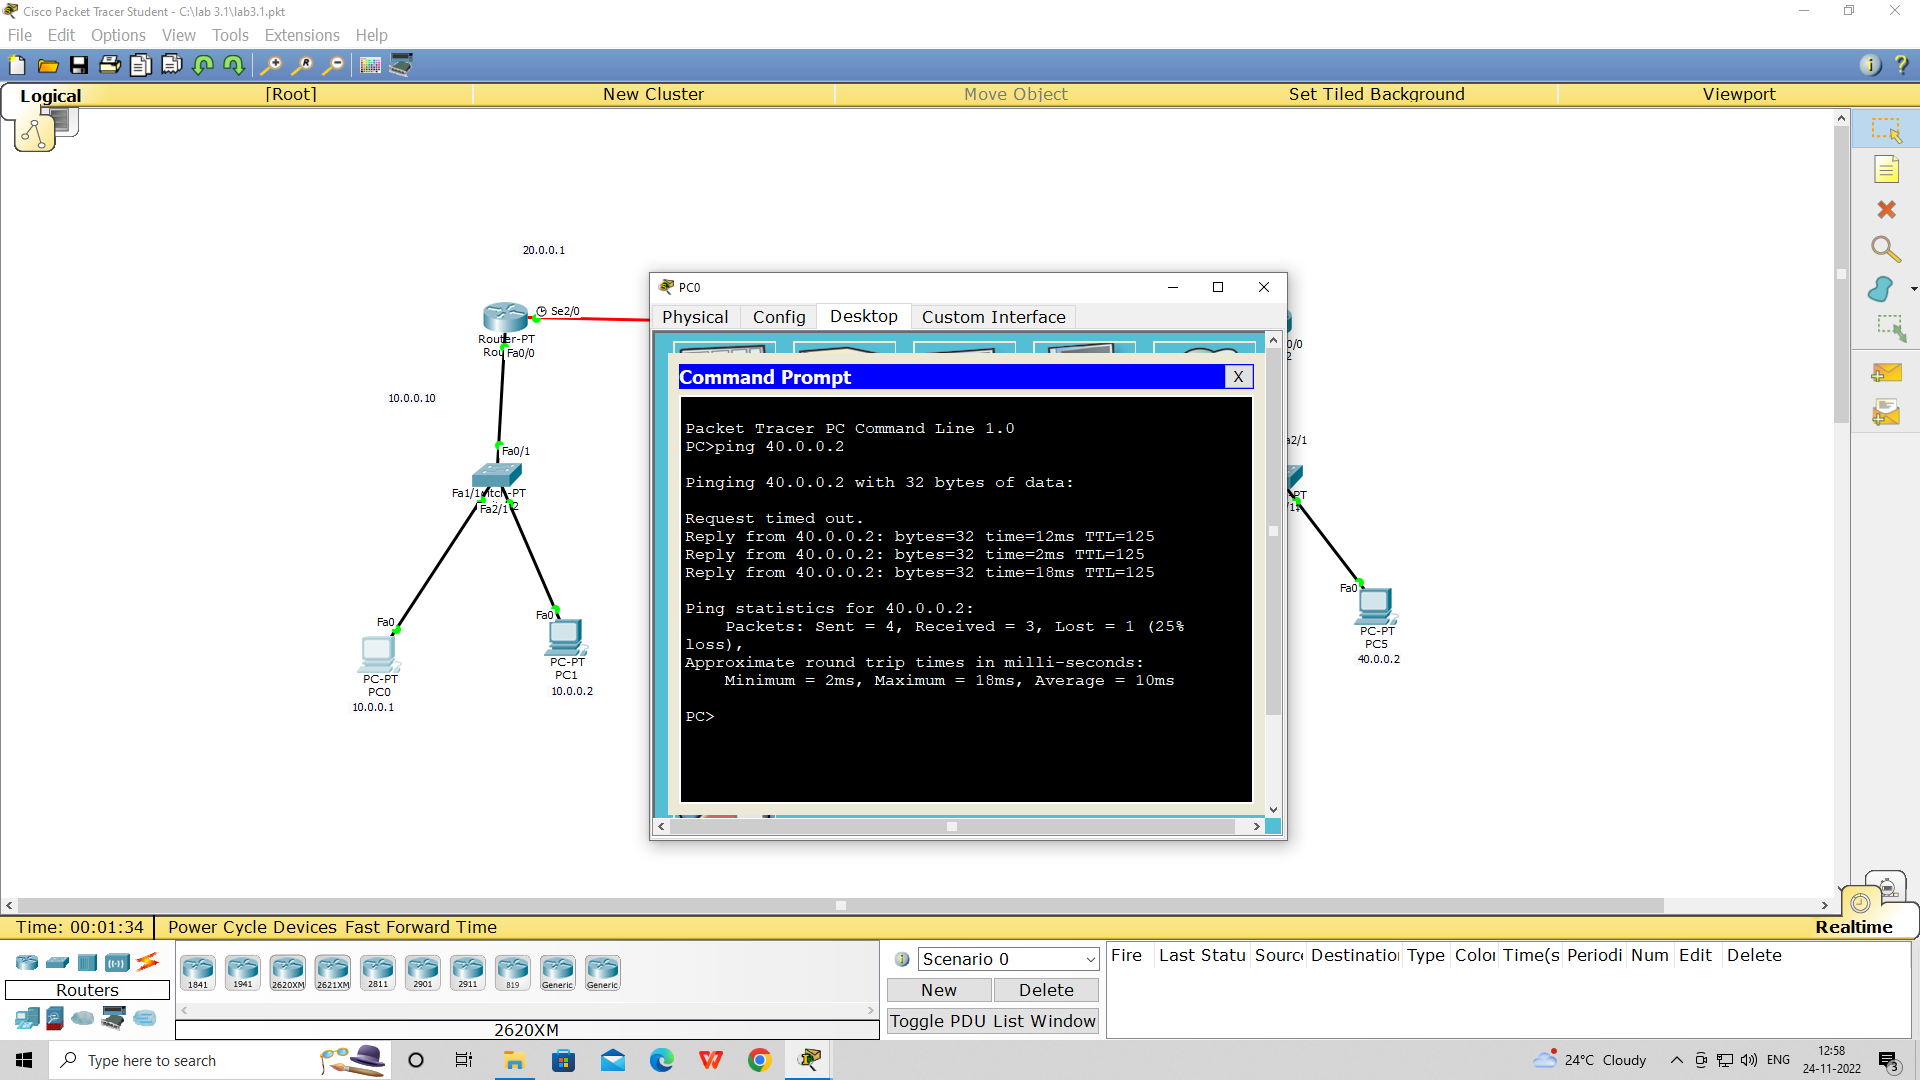 Cisco Packet Tracer Student - C:\lab 3.1\lab3.1.pkt
File Edit Options View Tools Extensions Help
Logical [Root] New Cluster Move Object Set Tiled Background Viewport
20.0.0.1
Se2/0
Router-PT
Rou Fa0/0
10.0.0.10
Fa0/1
Fa1/1 itch-PT
Fa2/1 2
Fa0
PC-PT
PC0
10.0.0.1
Fa0
PC-PT
PC1
10.0.0.2
PC0
Physical Config Desktop Custom Interface
Command Prompt X
Packet Tracer PC Command Line 1.0
PC>ping 40.0.0.2
Pinging 40.0.0.2 with 32 bytes of data:
Request timed out.
Reply from 40.0.0.2: bytes=32 time=12ms TTL=125
Reply from 40.0.0.2: bytes=32 time=2ms TTL=125
Reply from 40.0.0.2: bytes=32 time=18ms TTL=125
Ping statistics for 40.0.0.2:
Packets: Sent = 4, Received = 3, Lost = 1 (25%
loss),
Approximate round trip times in milli-seconds:
Minimum = 2ms, Maximum = 18ms, Average = 10ms
PC>
0/0
2
a2/1
PT
Fa0
PC-PT
PC5
40.0.0.2
Time: 00:01:34 Power Cycle Devices Fast Forward Time Realtime
Routers
1841 1941 2620XM 2621XM 2811 2901 2911 819 Generic Generic
2620XM
Scenario 0
New Delete
Toggle PDU List Window
Fire Last Statu Source Destination Type Color Time(s Periodi Num Edit Delete
Type here to search
24°C Cloudy ENG
12:58
24-11-2022
3